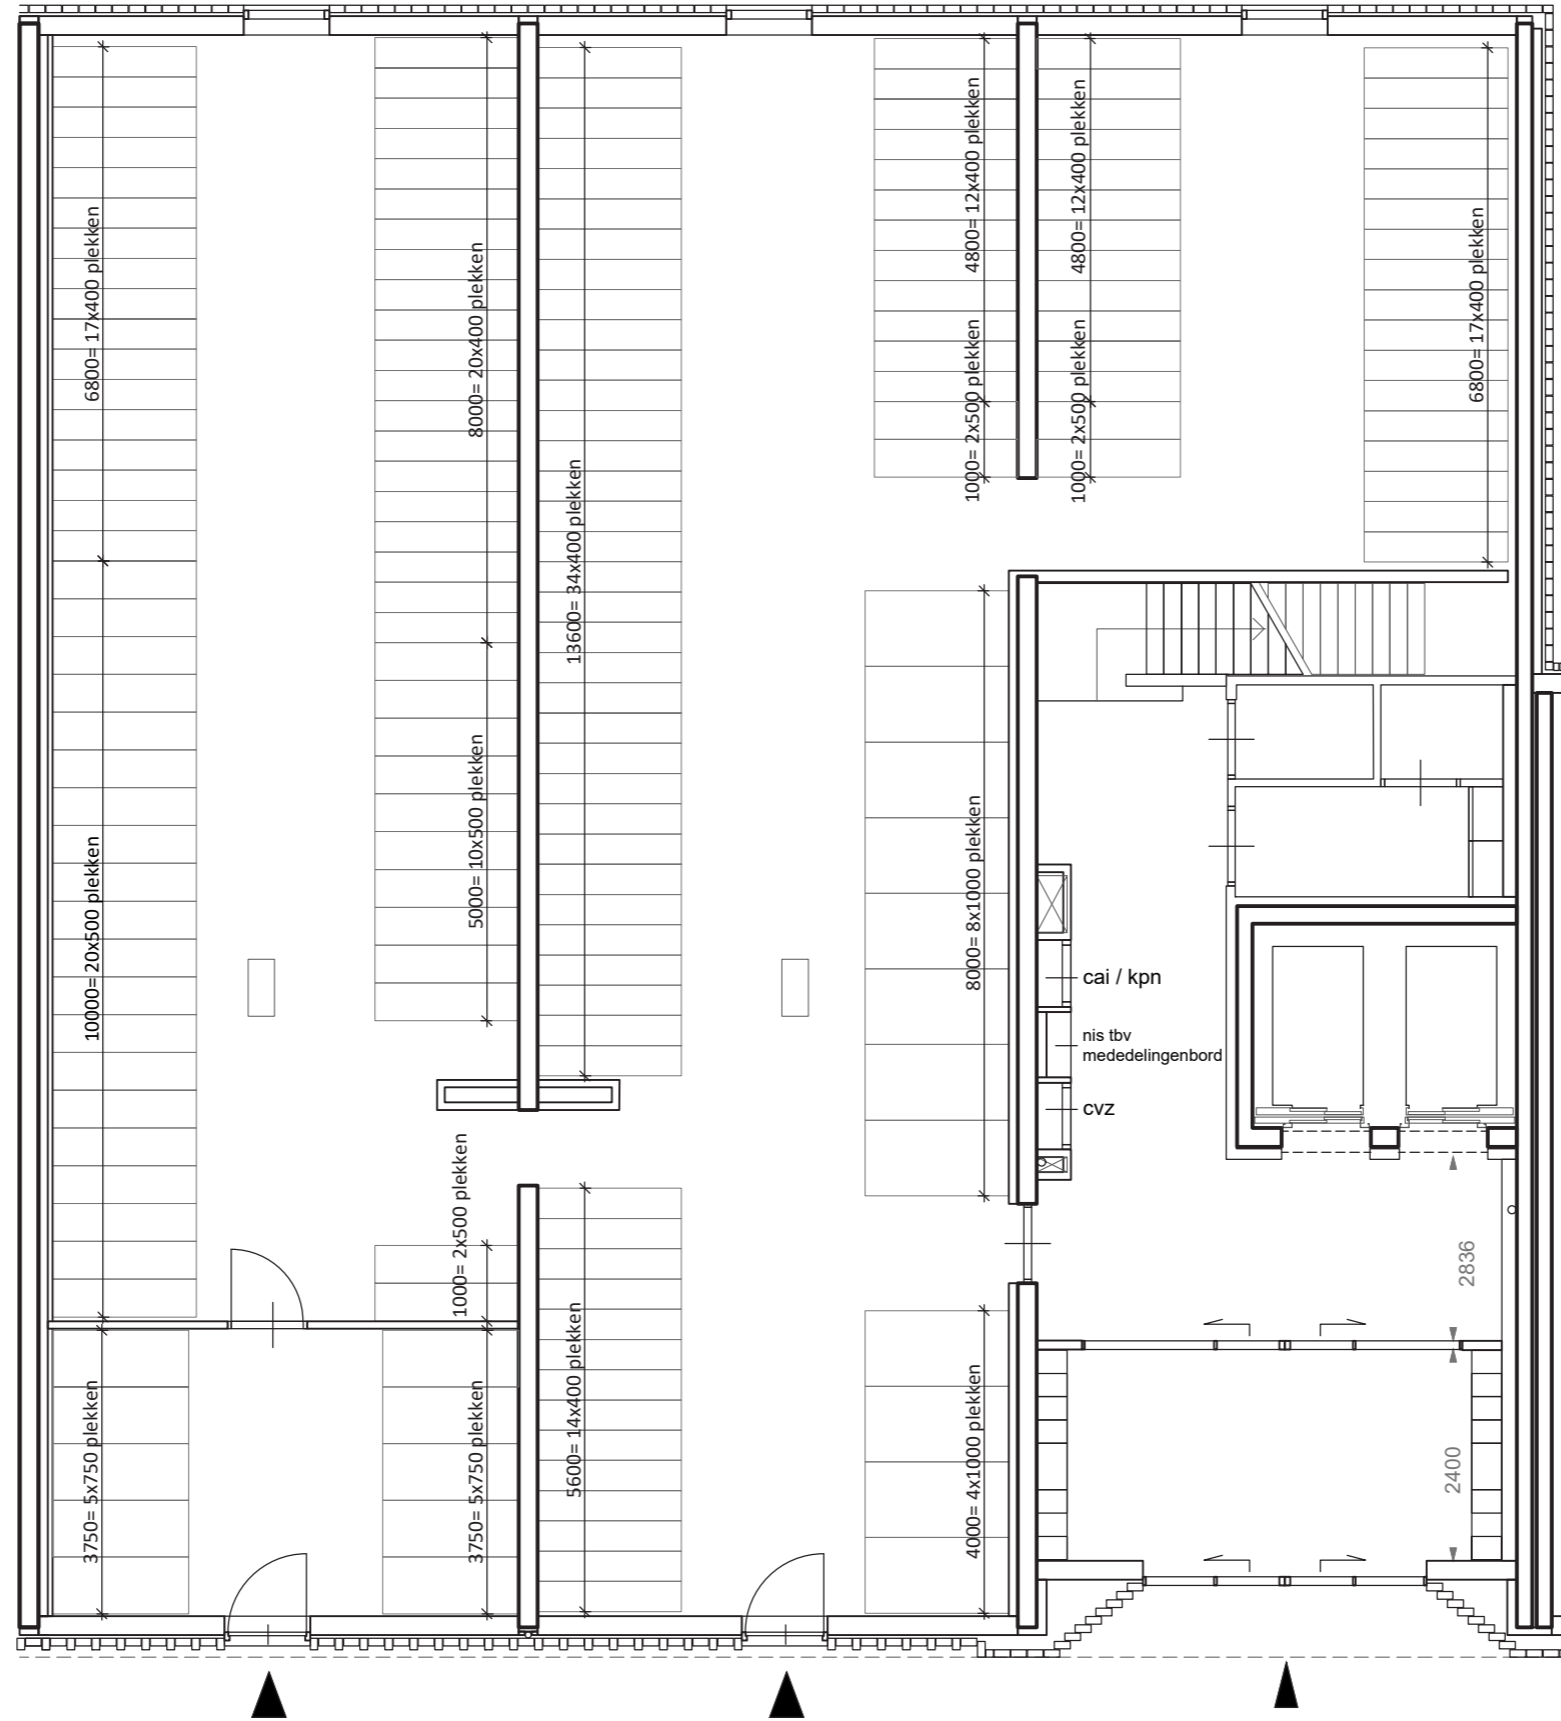 6800= 17x400 plekken
8000= 20x400 plekken
13600= 34x400 plekken
4800= 12x400 plekken
4800= 12x400 plekken
6800= 17x400 plekken
1000= 2x500 plekken
1000= 2x500 plekken
10000= 20x500 plekken
5000= 10x500 plekken
8000= 8x1000 plekken
cai / kpn
nis tbv
mededelingenbord
cvz
1000= 2x500 plekken
2836
3750= 5x750 plekken
3750= 5x750 plekken
5600= 14x400 plekken
4000= 4x1000 plekken
2400